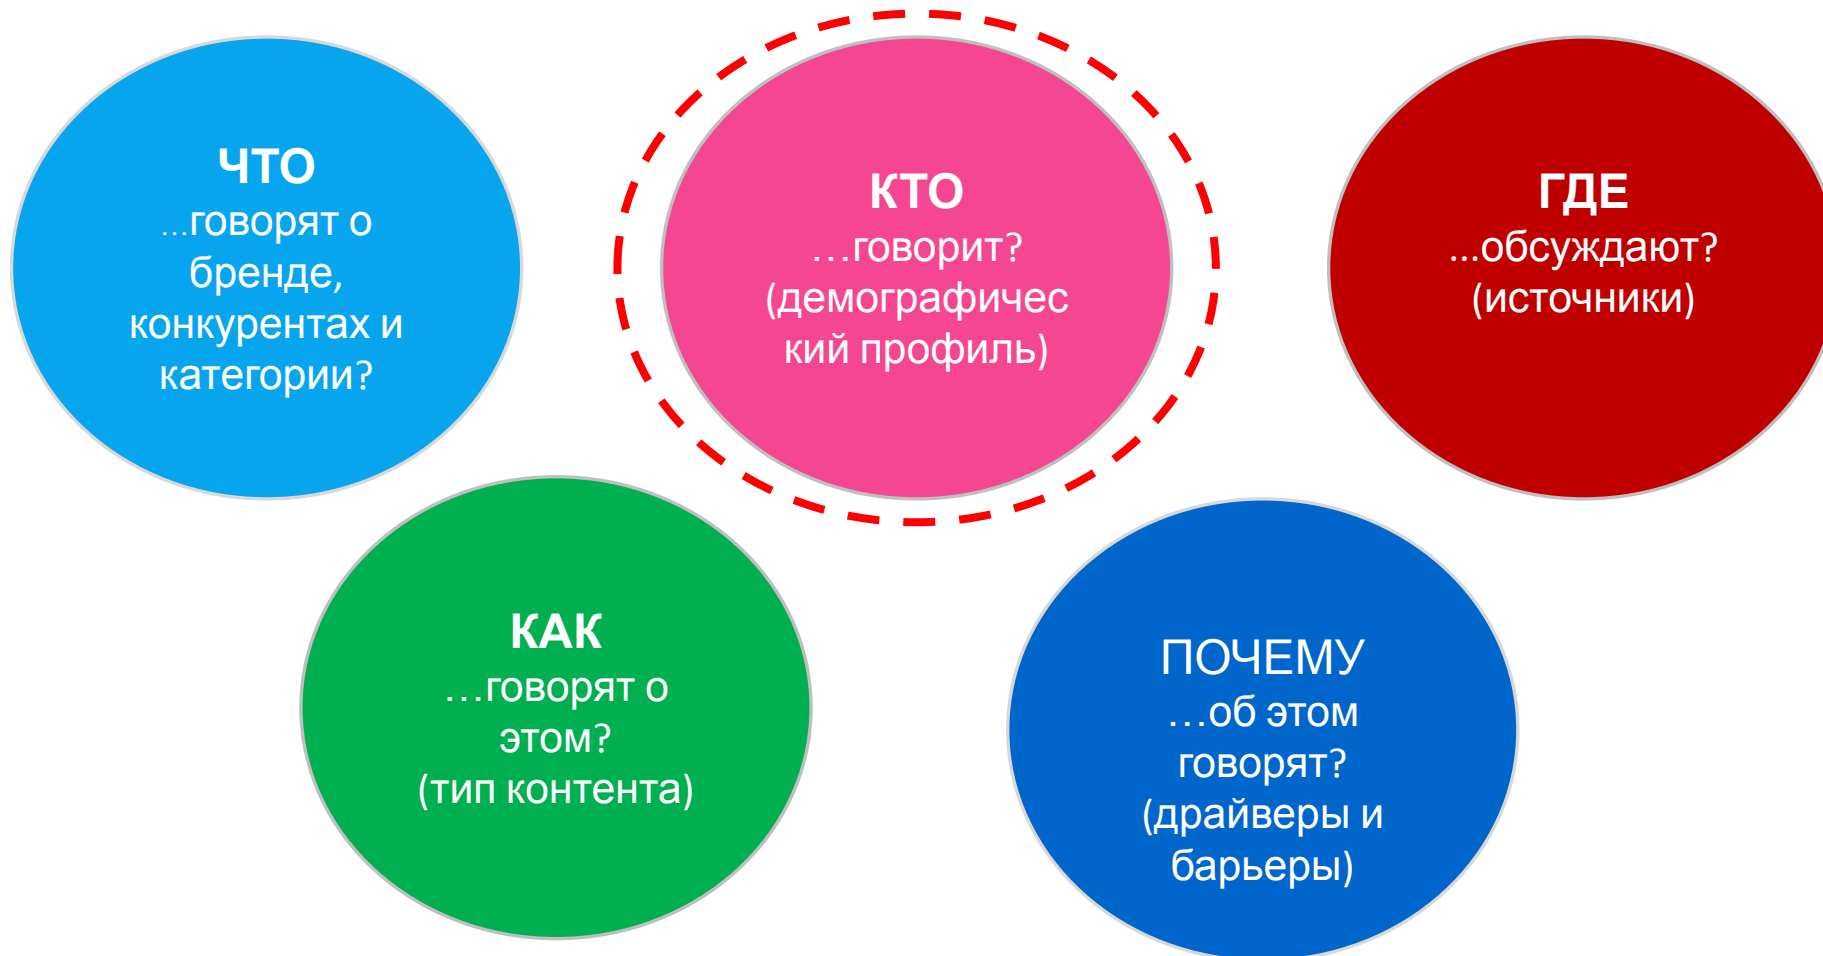 ЧТО
...говорят о
бренде,
конкурентах и
категории?
КТО
...говорит?
(демографичес
кий профиль)
ГДЕ
...обсуждают?
(источники)
КАК
...говорят о
этом?
(тип контента)
ПОЧЕМУ
...об этом
говорят?
(драйверы и
барьеры)